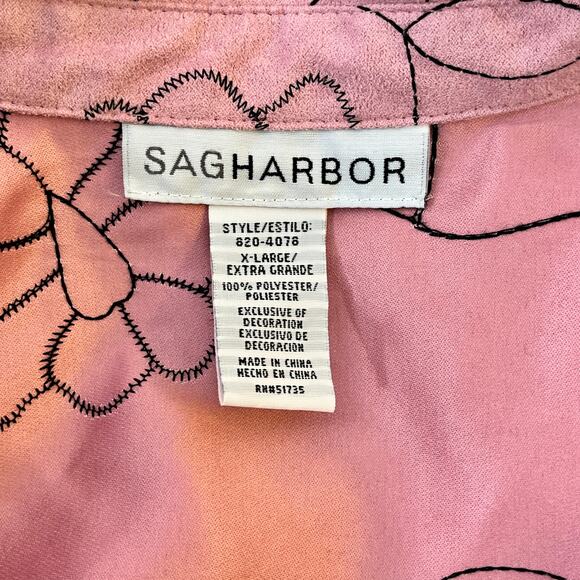 SAGHARBOR
STYLE/ESTILO:
820-4078
X-LARGE/
EXTRA GRANDE
100% POLYESTER/
POLIESTER
EXCLUSIVE OF
DECORATION
EXCLUSIVO DE
DECORACION
MADE IN CHINA
HECHO EN CHINA
RN#51735